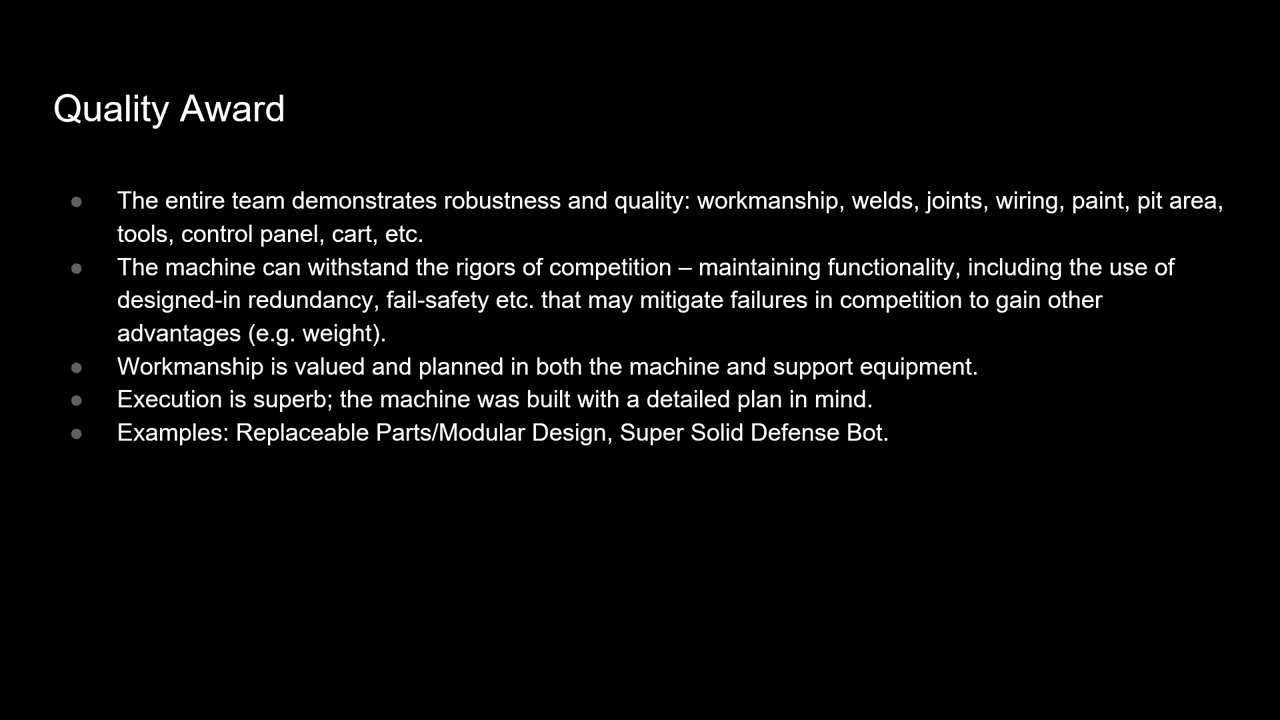 Quality Award
● The entire team demonstrates robustness and quality: workmanship, welds, joints, wiring, paint, pit area,
tools, control panel, cart, etc.
● The machine can withstand the rigors of competition – maintaining functionality, including the use of
designed-in redundancy, fail-safety etc. that may mitigate failures in competition to gain other
advantages (e.g. weight).
● Workmanship is valued and planned in both the machine and support equipment.
● Execution is superb; the machine was built with a detailed plan in mind.
● Examples: Replaceable Parts/Modular Design, Super Solid Defense Bot.